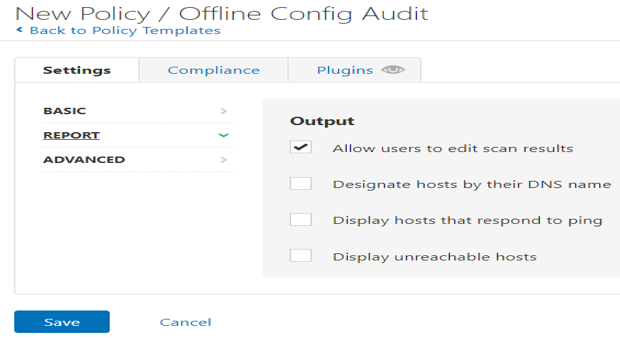 New Policy / Offline Config Audit
Back to Policy Templates
Settings Compliance Plugins
BASIC
REPORT
ADVANCED
Output
Allow users to edit scan results
Designate hosts by their DNS name
Display hosts that respond to ping
Display unreachable hosts
Save Cancel